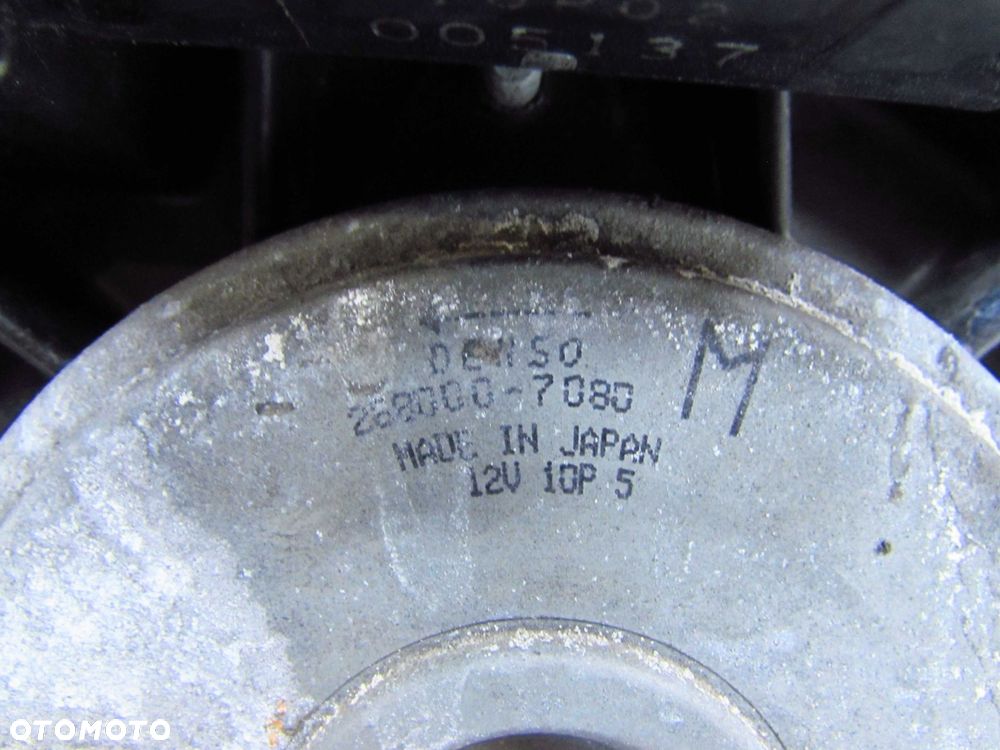 005137
DENSO
268000-7080
MADE IN JAPAN
12V 10P 5
M
OTOMOTO